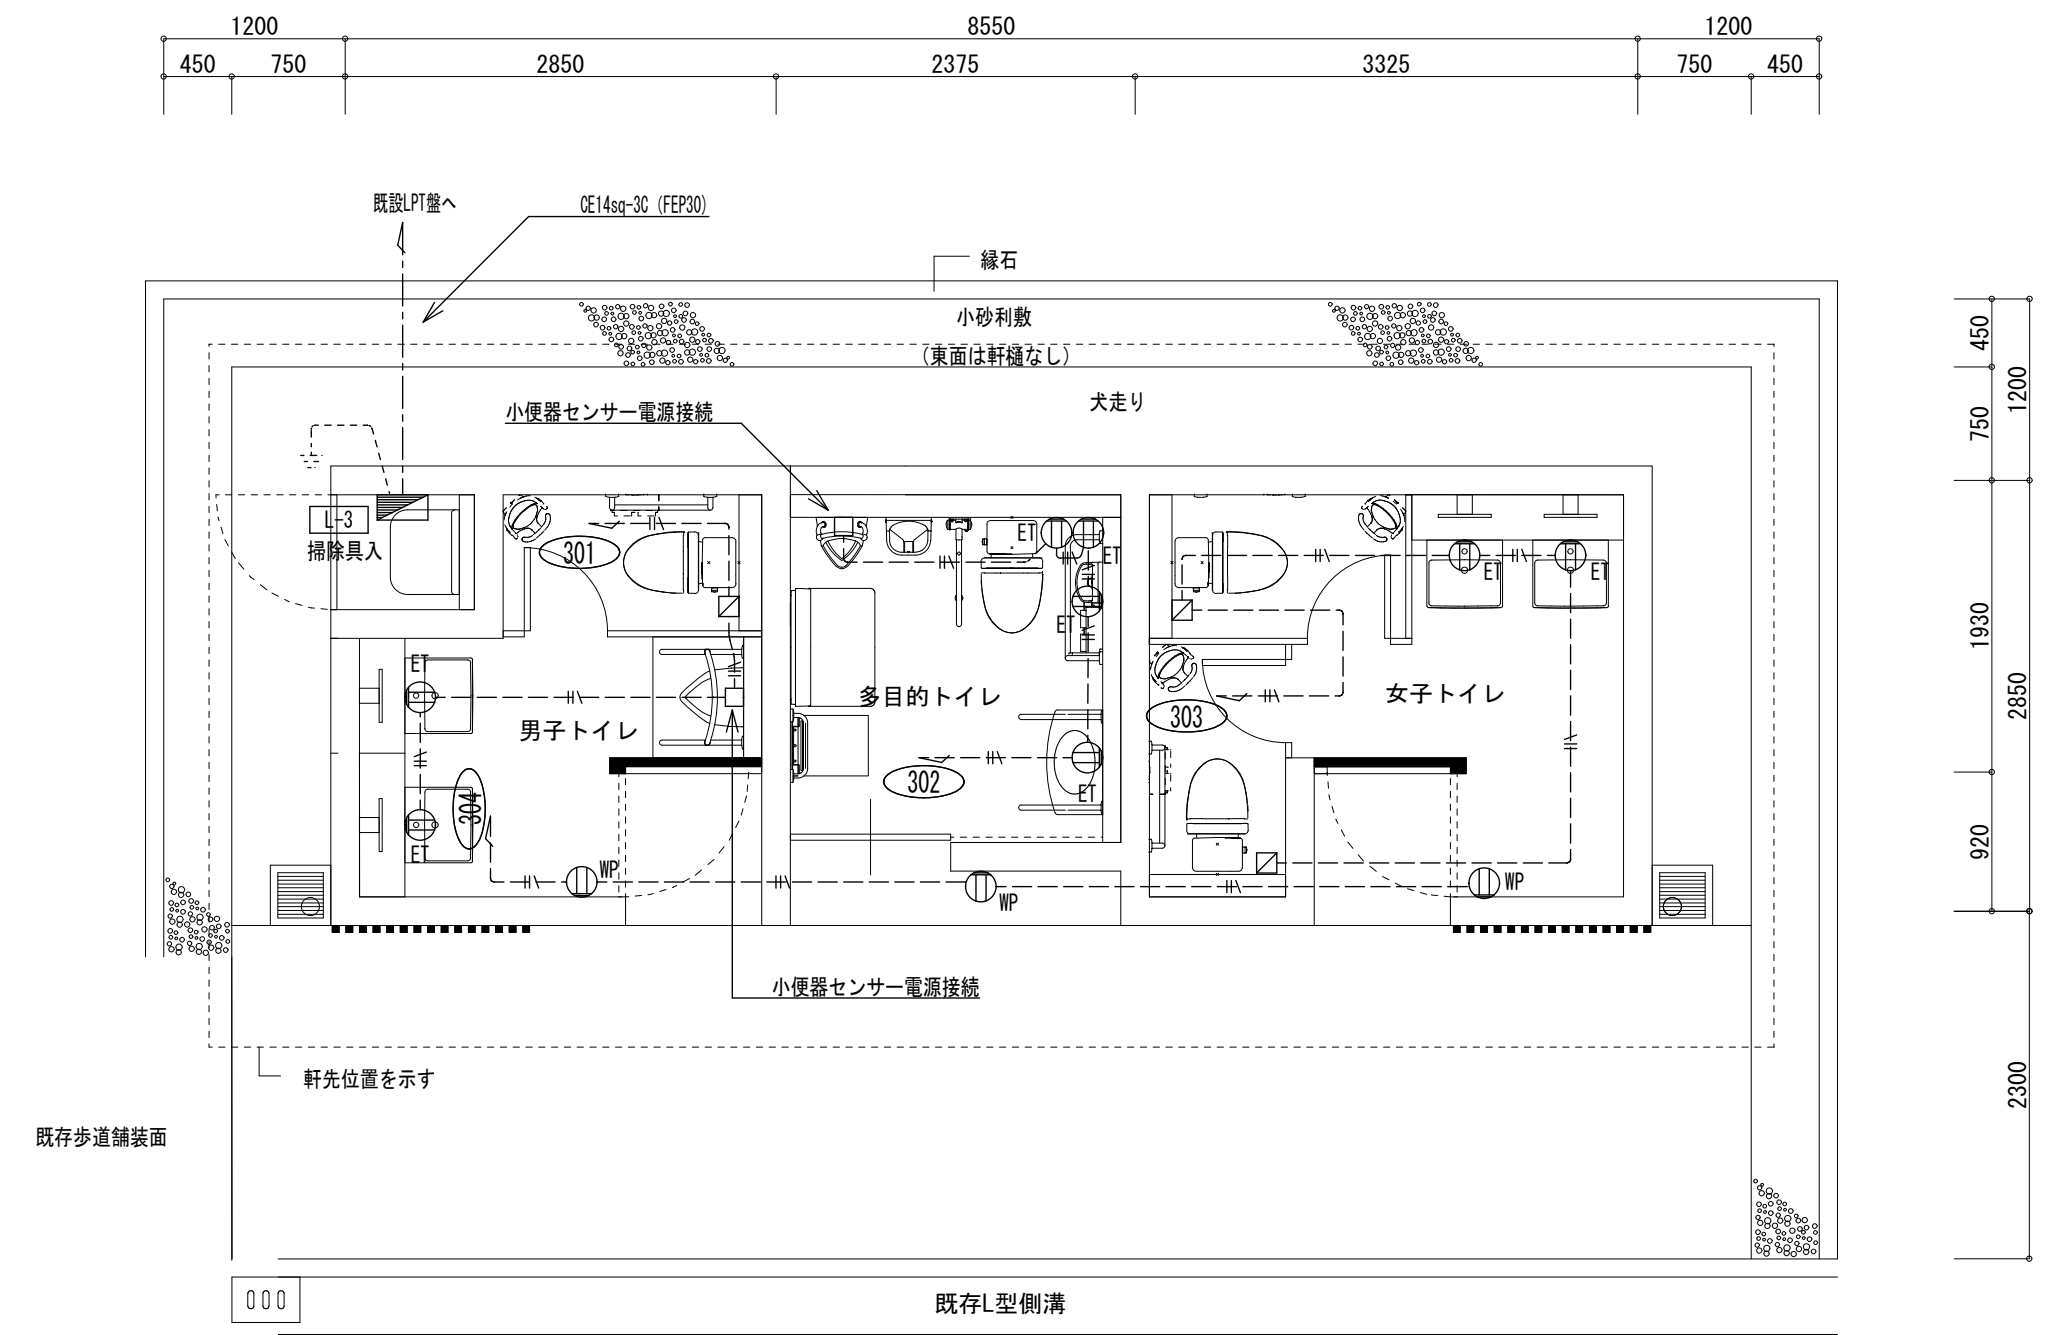 1200 8550 1200
450 750 2850 2375 3325 750 450
既設LPT盤へ
CE14sq-3C (FEP30)
縁石
小砂利敷
(東面は軒樋なし)
犬走り
小便器センサー電源接続
450
750
1200
L-3
掃除具入
301
ET
ET
ET
ET
ET
1930
2850
ET
男子トイレ
多目的トイレ
女子トイレ
303
302
ET
304
ET
WP
WP
WP
920
小便器センサー電源接続
軒先位置を示す
2300
既存歩道舗装面
既存L型側溝